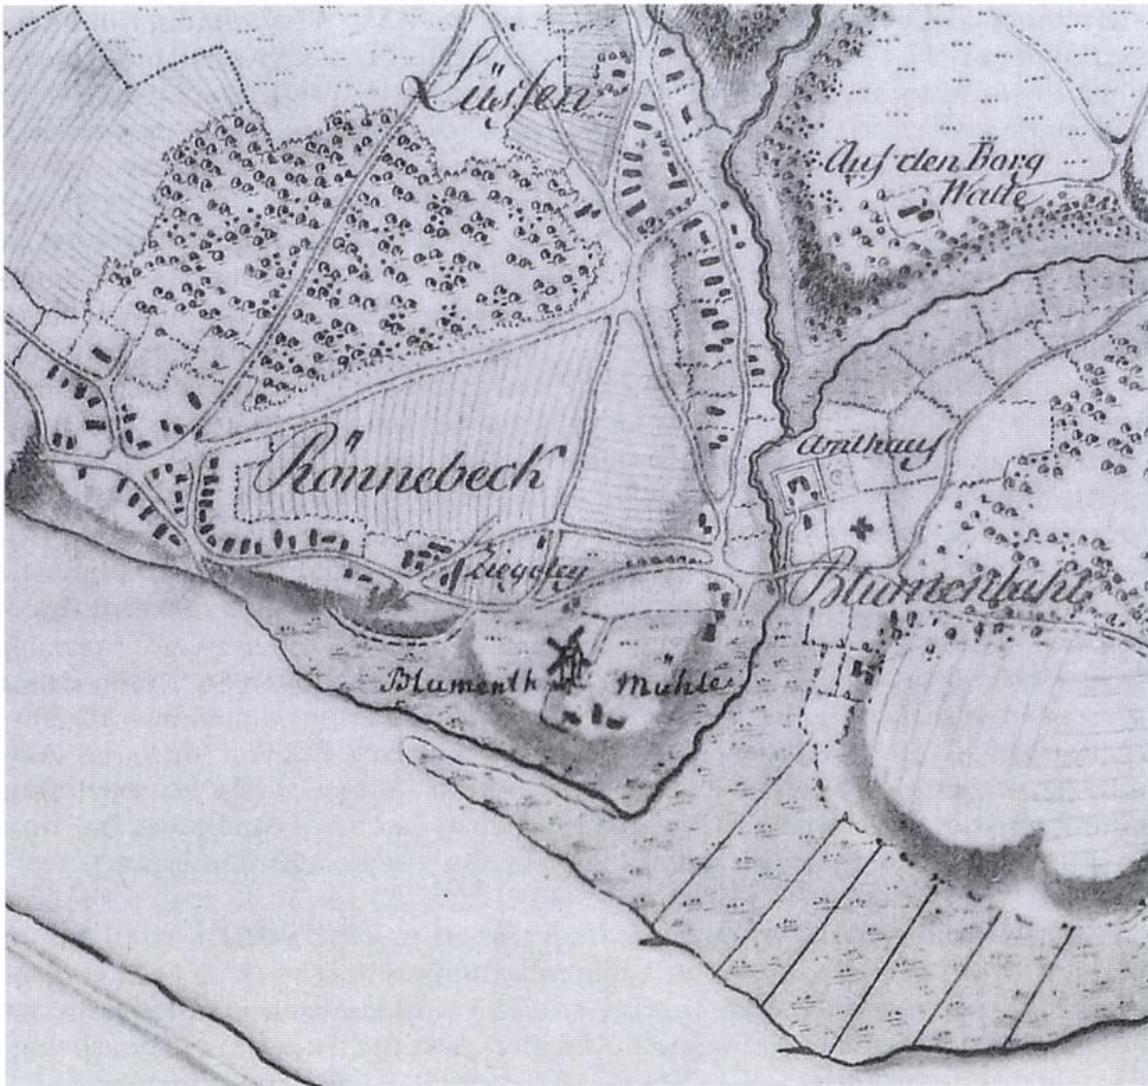 Lüssen
Auf den Borg
Walle
Rönnebeck
Amthaus
Ziegeley
Blumenthal
Blumenth Mühle